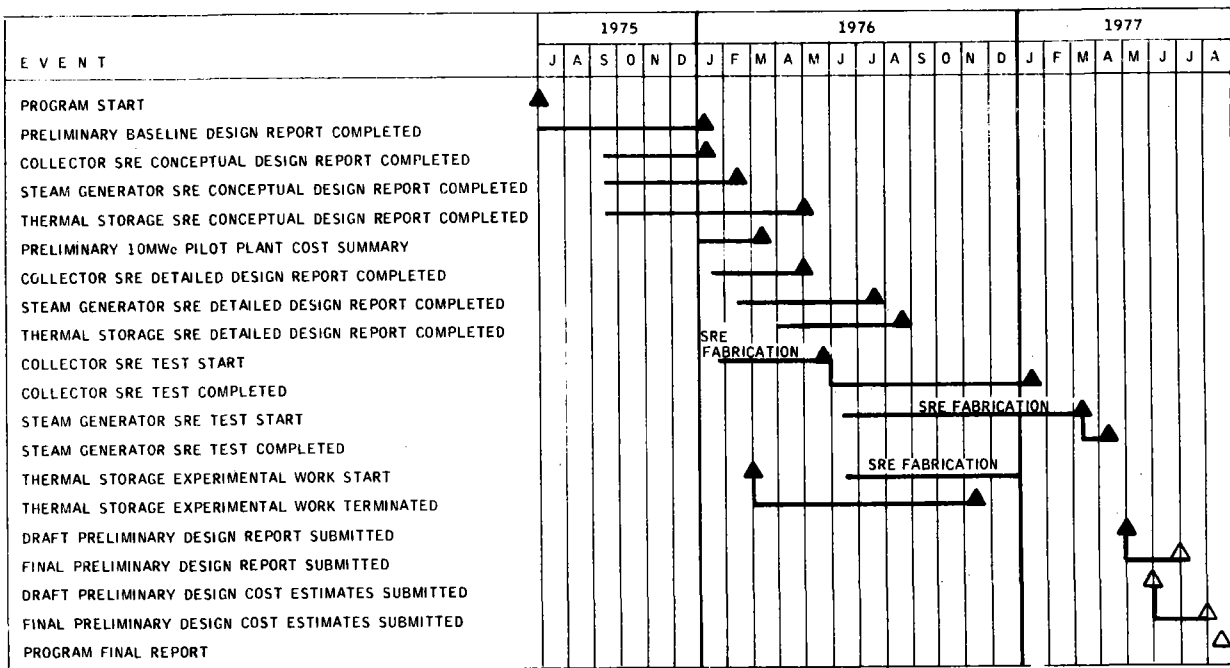 1975 1976 1977
EVENT J A S O N D J F M A M J J A S O N D J F M A M J J A
PROGRAM START
PRELIMINARY BASELINE DESIGN REPORT COMPLETED
COLLECTOR SRE CONCEPTUAL DESIGN REPORT COMPLETED
STEAM GENERATOR SRE CONCEPTUAL DESIGN REPORT COMPLETED
THERMAL STORAGE SRE CONCEPTUAL DESIGN REPORT COMPLETED
PRELIMINARY 10MWe PILOT PLANT COST SUMMARY
COLLECTOR SRE DETAILED DESIGN REPORT COMPLETED
STEAM GENERATOR SRE DETAILED DESIGN REPORT COMPLETED
THERMAL STORAGE SRE DETAILED DESIGN REPORT COMPLETED
SRE
FABRICATION
COLLECTOR SRE TEST START
COLLECTOR SRE TEST COMPLETED
SRE FABRICATION
STEAM GENERATOR SRE TEST START
STEAM GENERATOR SRE TEST COMPLETED
SRE FABRICATION
THERMAL STORAGE EXPERIMENTAL WORK START
THERMAL STORAGE EXPERIMENTAL WORK TERMINATED
DRAFT PRELIMINARY DESIGN REPORT SUBMITTED
FINAL PRELIMINARY DESIGN REPORT SUBMITTED
DRAFT PRELIMINARY DESIGN COST ESTIMATES SUBMITTED
FINAL PRELIMINARY DESIGN COST ESTIMATES SUBMITTED
PROGRAM FINAL REPORT